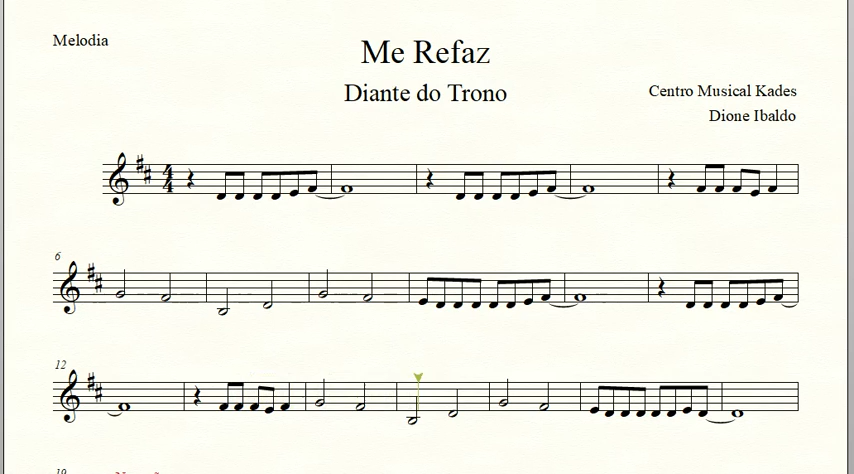 Melodia
Me Refaz
Diante do Trono
Centro Musical Kades
Dione Ibaldo
4
4
6
12